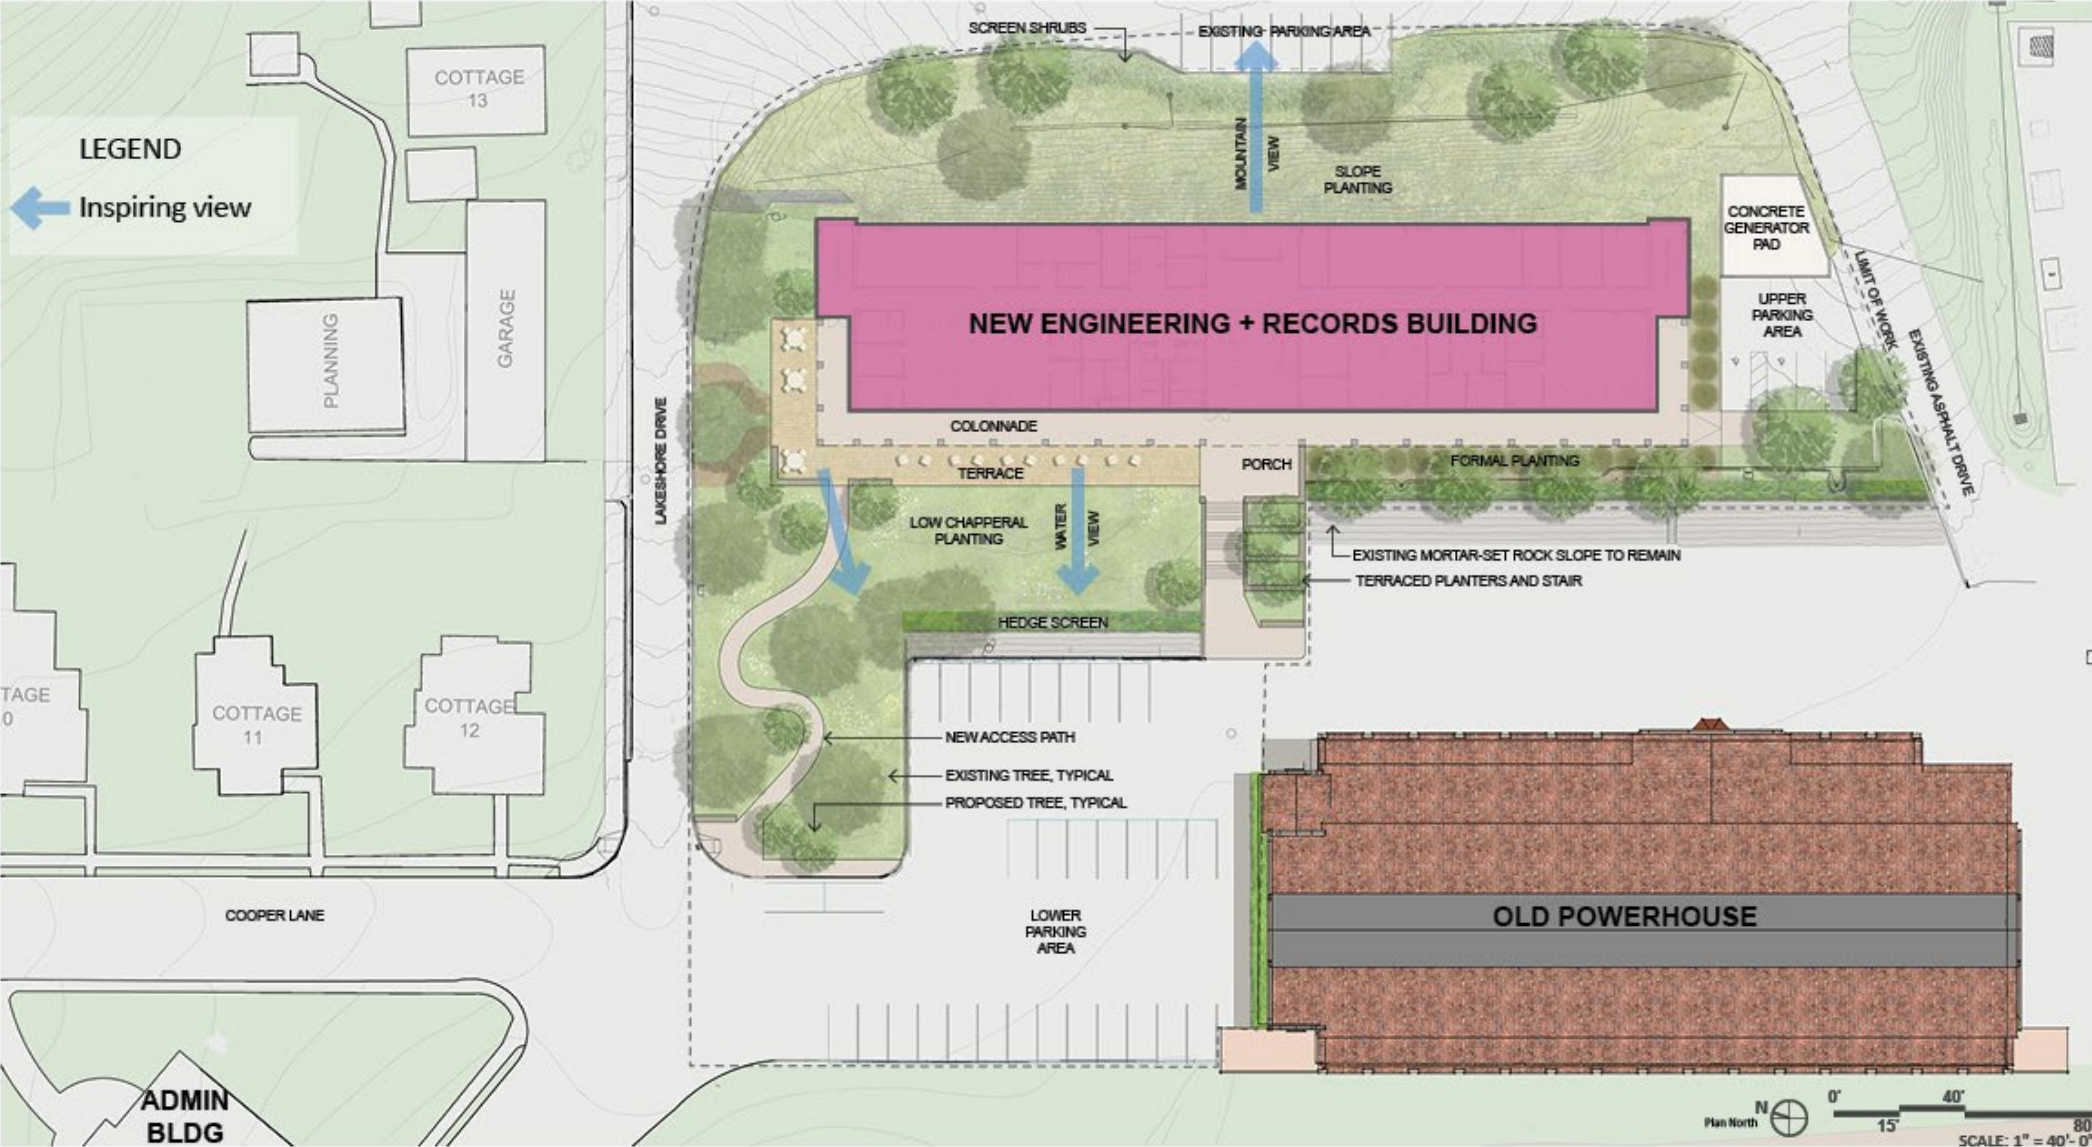 SCREEN SHRUBS
EXISTING PARKING AREA
COTTAGE
13
LEGEND
Inspiring view
MOUNTAIN
VIEW
SLOPE
PLANTING
CONCRETE
GENERATOR
PAD
LIMIT OF WORK
UPPER
PARKING
AREA
EXISTING ASPHALT DRIVE
PLANNING
GARAGE
NEW ENGINEERING + RECORDS BUILDING
LAKESHORE DRIVE
COLONNADE
TERRACE
PORCH
FORMAL PLANTING
LOW CHAPPERAL
PLANTING
WATER
VIEW
EXISTING MORTAR-SET ROCK SLOPE TO REMAIN
TERRACED PLANTERS AND STAIR
HEDGE SCREEN
TAGE
0
COTTAGE
11
COTTAGE
12
NEW ACCESS PATH
EXISTING TREE, TYPICAL
PROPOSED TREE, TYPICAL
COOPER LANE
LOWER
PARKING
AREA
OLD POWERHOUSE
ADMIN
BLDG
N
Plan North
0' 40'
15' 80
SCALE: 1" = 40'- 0"